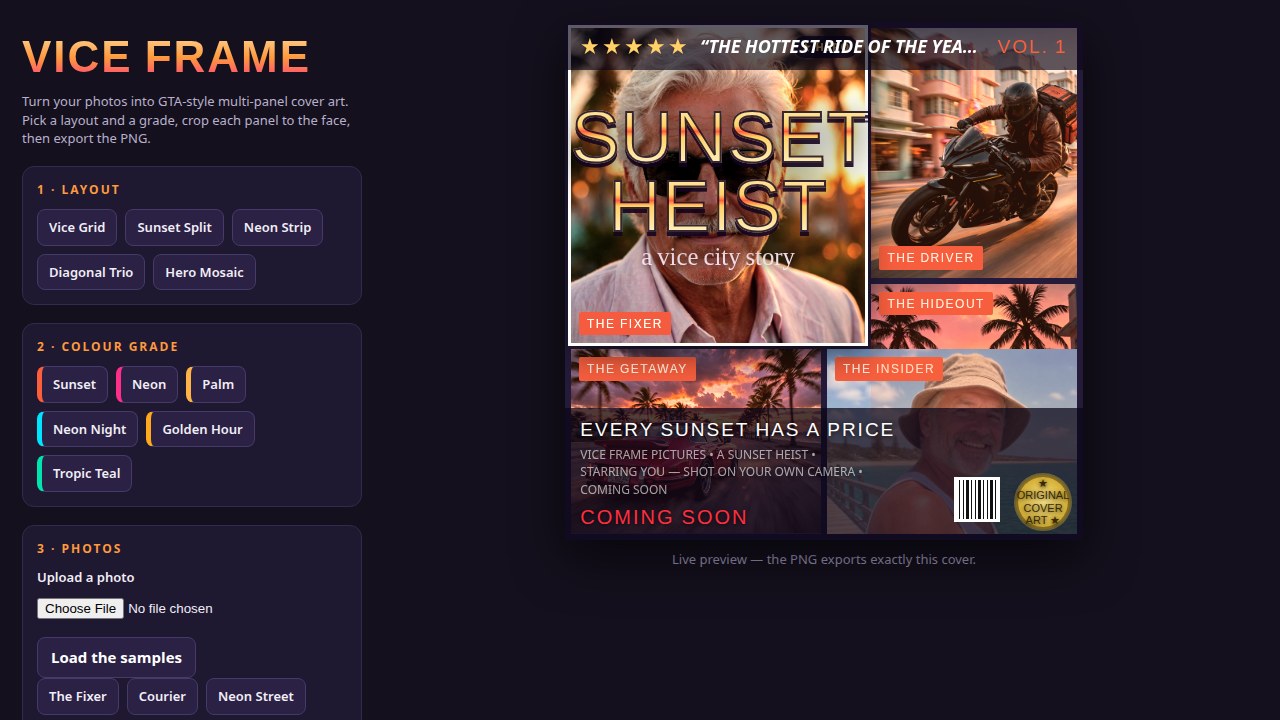 VICE FRAME
Turn your photos into GTA-style multi-panel cover art.
Pick a layout and a grade, crop each panel to the face,
then export the PNG.
1 · LAYOUT
Vice Grid
Sunset Split
Neon Strip
Diagonal Trio
Hero Mosaic
2 · COLOUR GRADE
Sunset
Neon
Palm
Neon Night
Golden Hour
Tropic Teal
3 · PHOTOS
Upload a photo
Choose File No file chosen
Load the samples
The Fixer
Courier
Neon Street
★★★★★ “THE HOTTEST RIDE OF THE YEA… VOL. 1
SUNSET
HEIST
a vice city story
THE FIXER
THE DRIVER
THE HIDEOUT
THE GETAWAY
THE INSIDER
EVERY SUNSET HAS A PRICE
VICE FRAME PICTURES • A SUNSET HEIST •
STARRING YOU — SHOT ON YOUR OWN CAMERA •
COMING SOON
COMING SOON
★
ORIGINAL
COVER
ART ★
Live preview — the PNG exports exactly this cover.